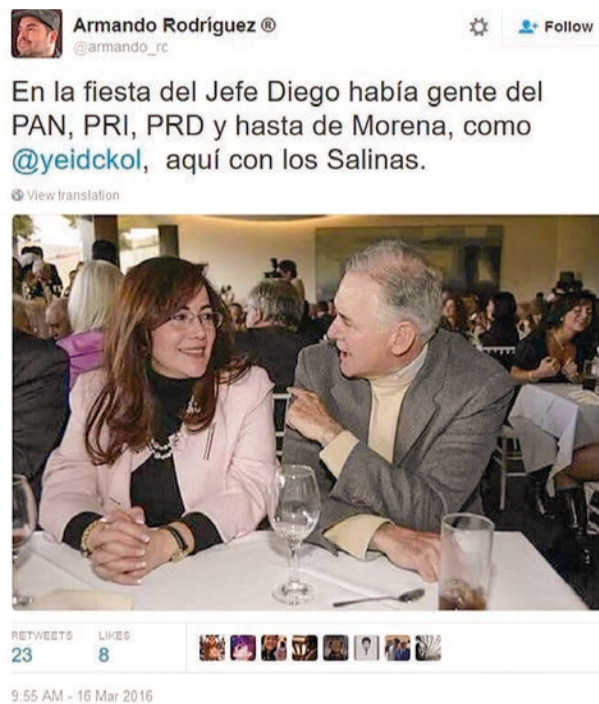 Armando Rodríguez ®
@armando_rc
Follow
En la fiesta del Jefe Diego había gente del
PAN, PRI, PRD y hasta de Morena, como
@yeidckol, aquí con los Salinas.
View translation
RETWEETS LIKES
23 8
9:55 AM - 16 Mar 2016